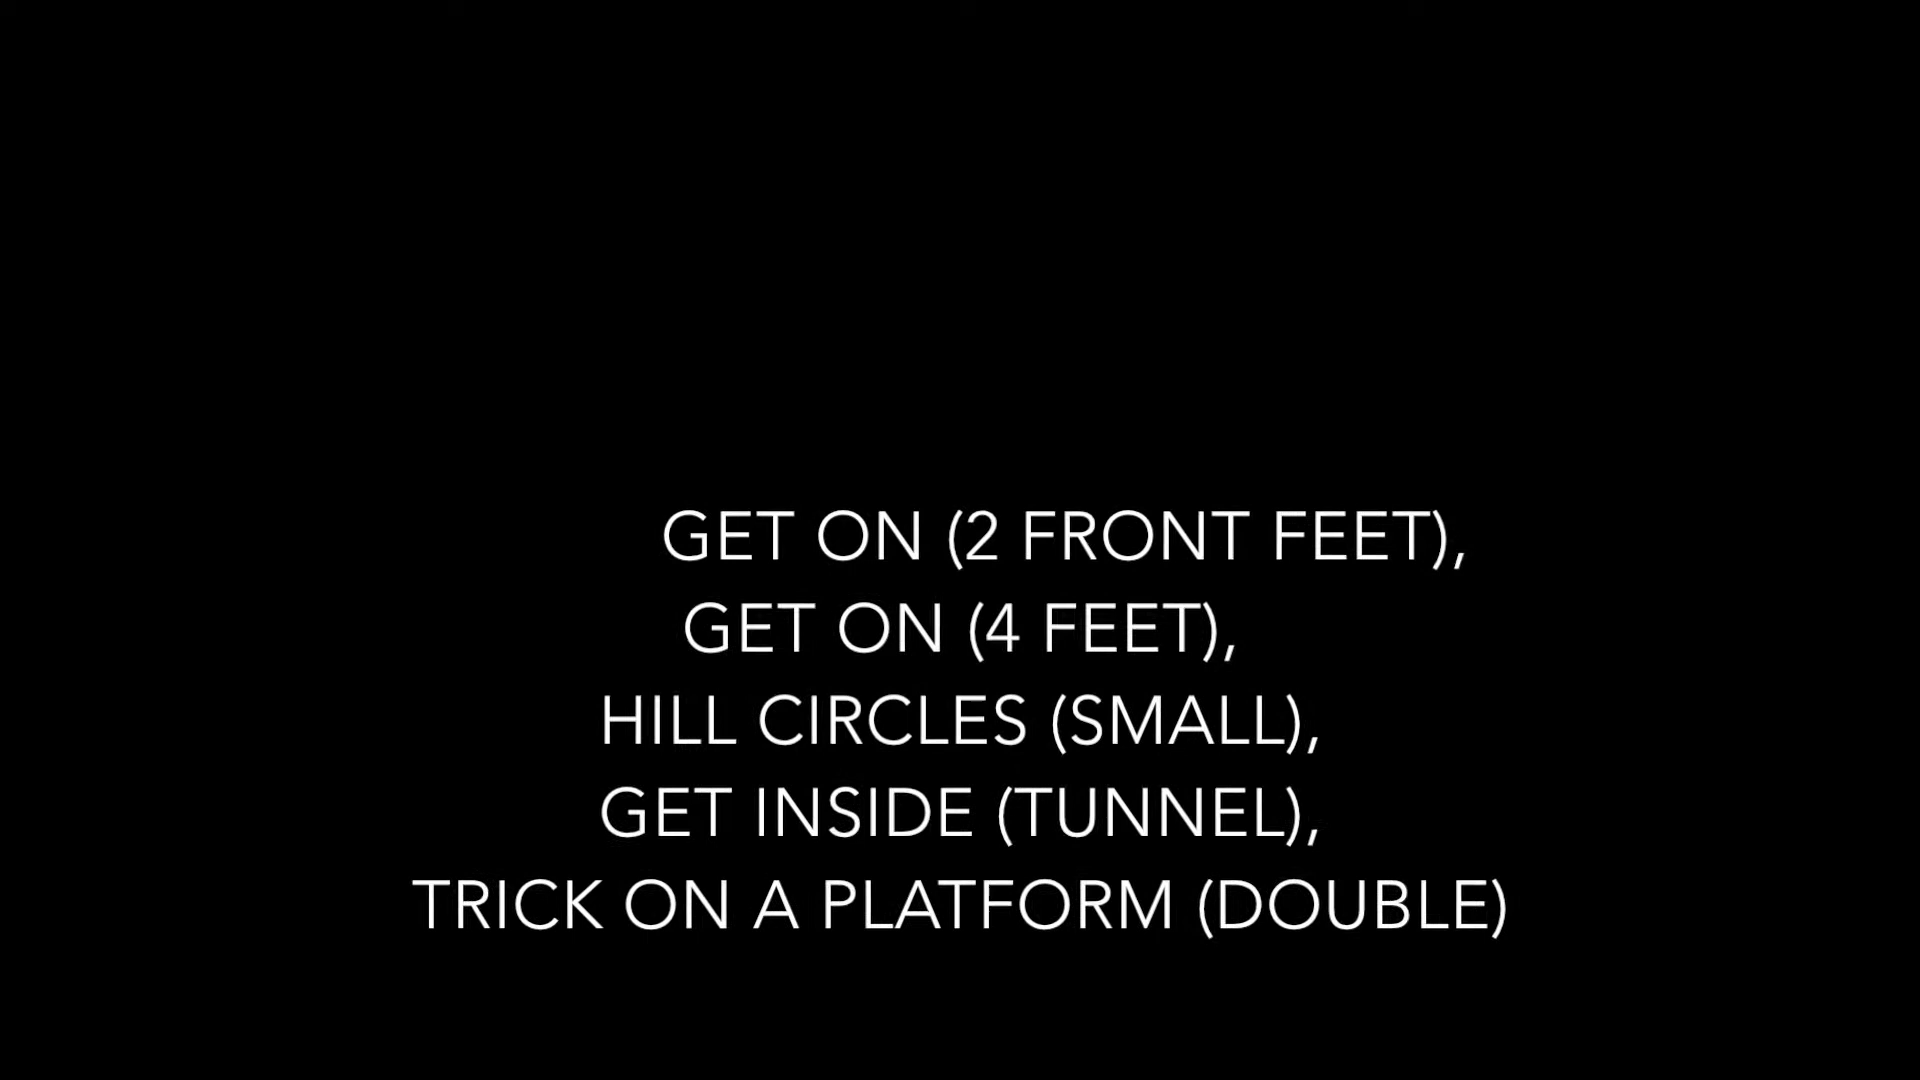 GET ON (2 FRONT FEET),
GET ON (4 FEET),
HILL CIRCLES (SMALL),
GET INSIDE (TUNNEL),
TRICK ON A PLATFORM (DOUBLE)